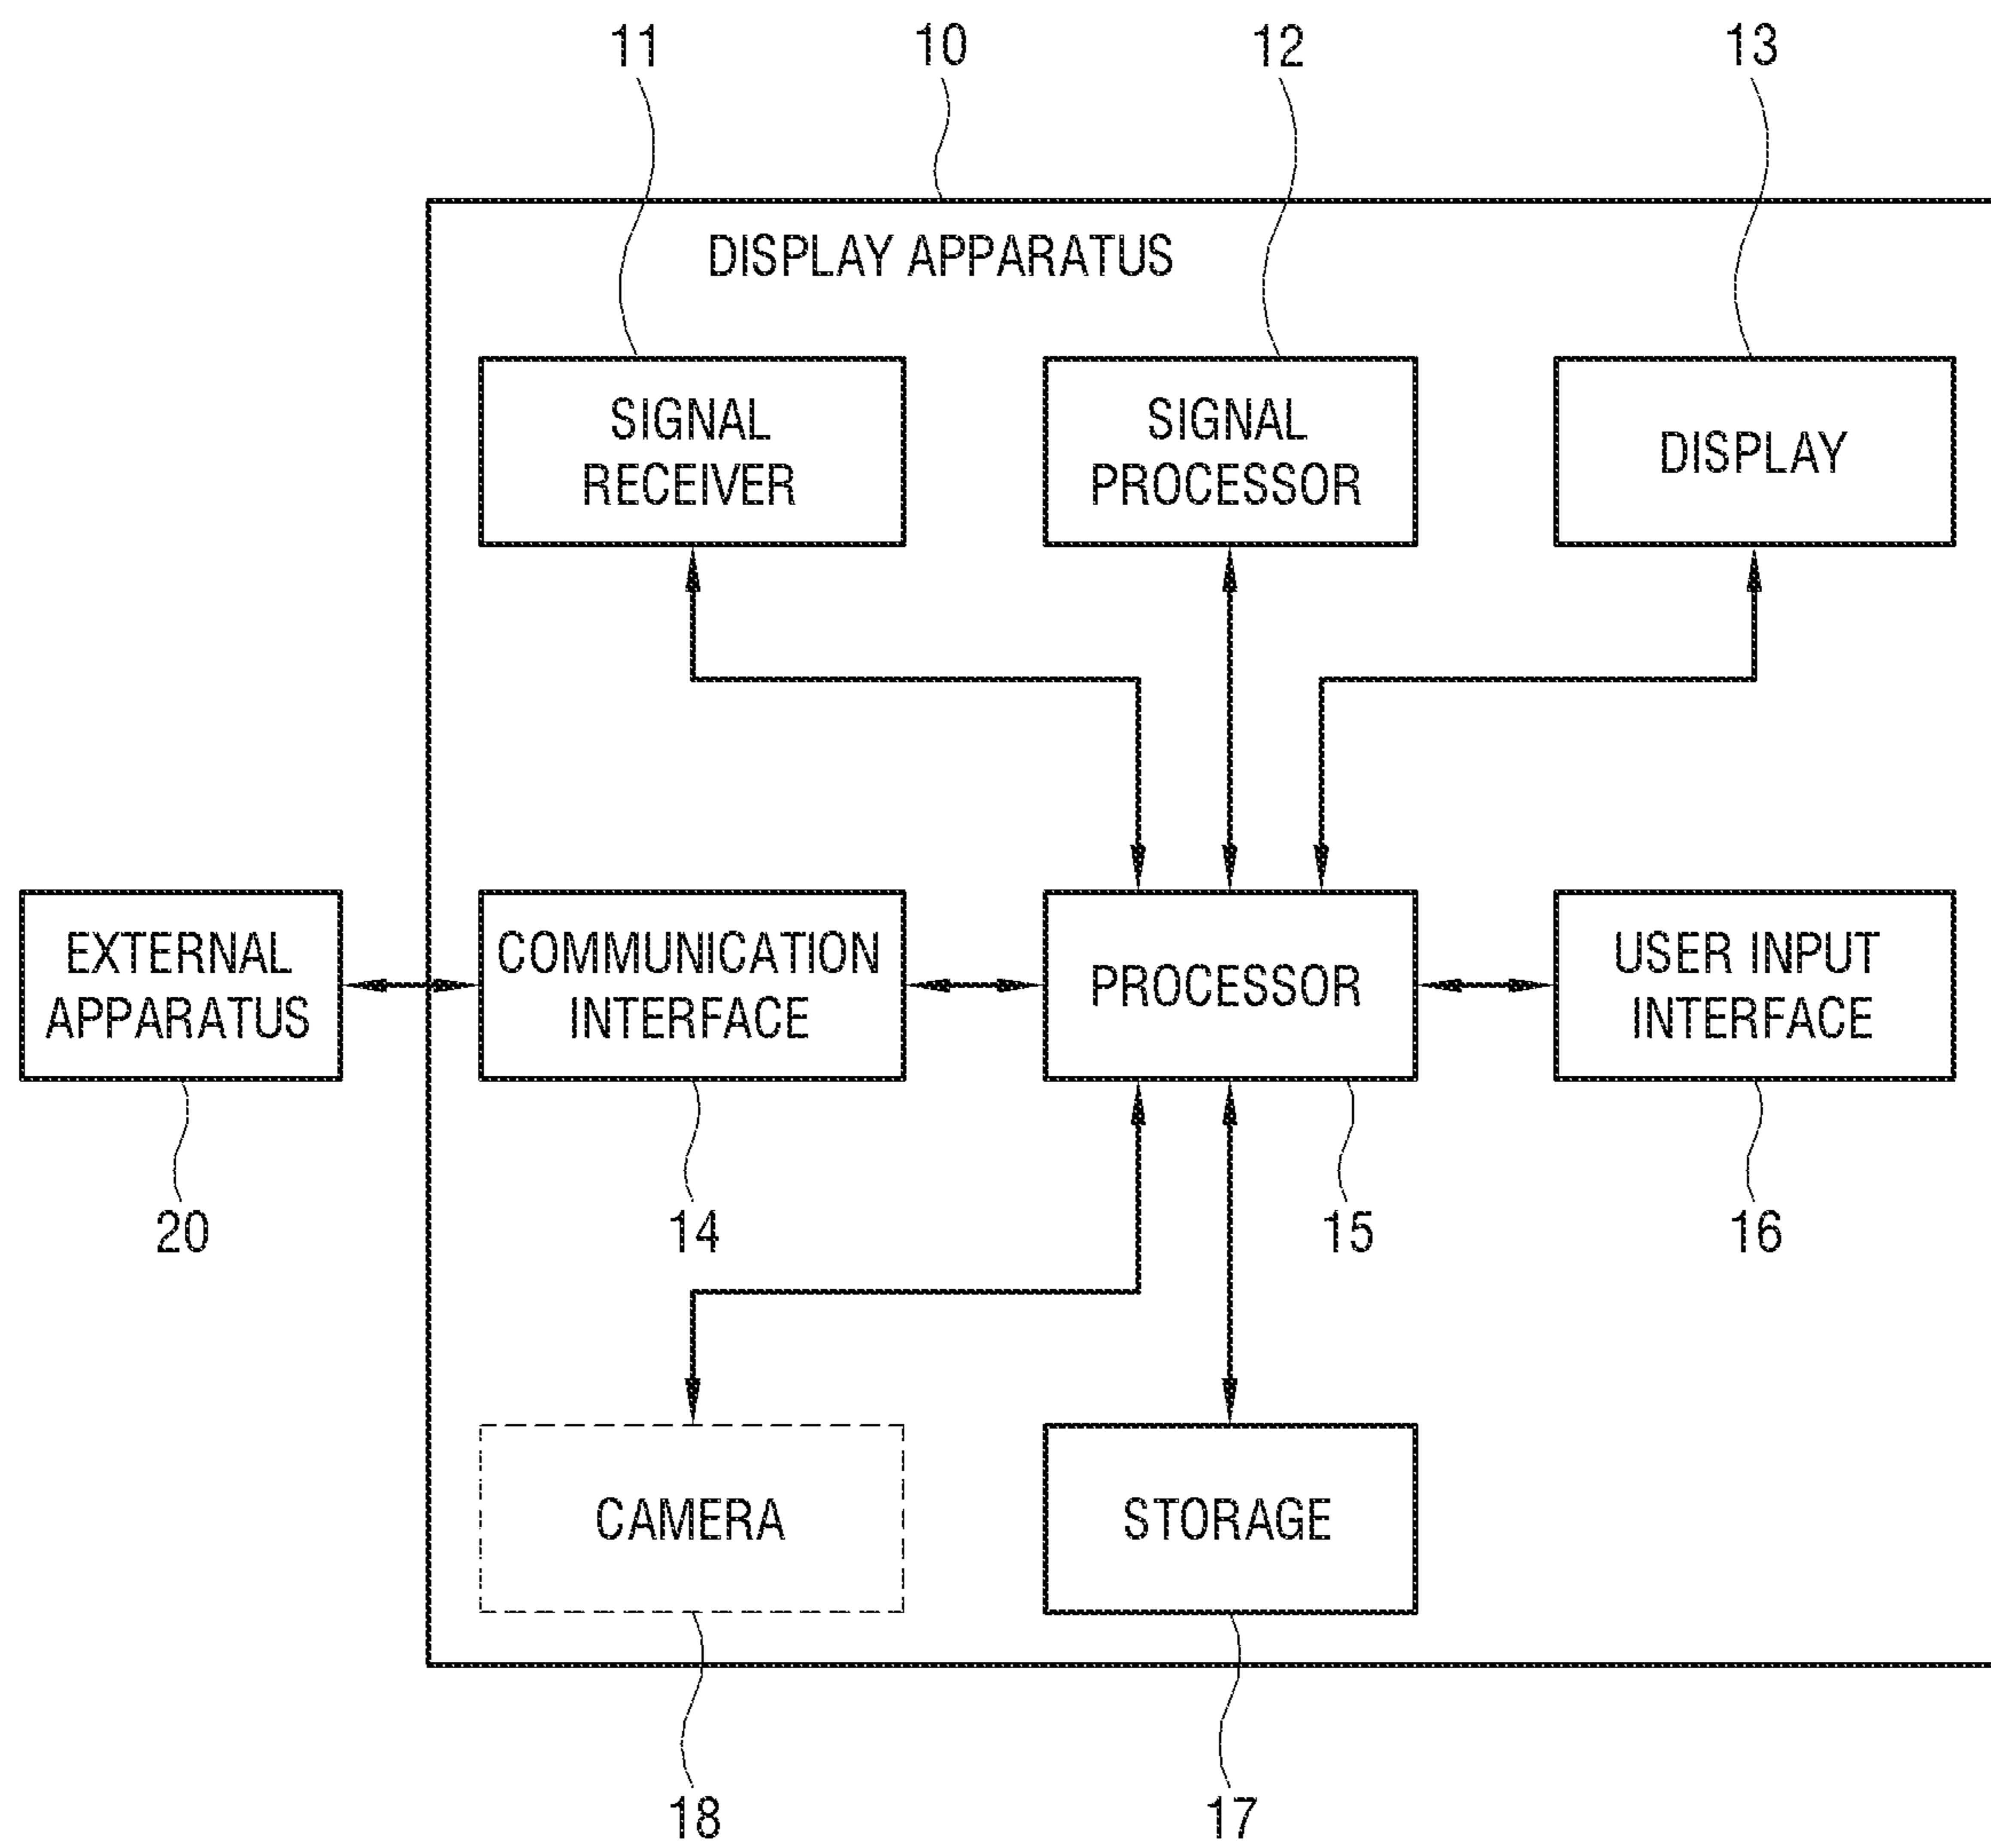 11
10
12
13
DISPLAY APPARATUS
SIGNAL
RECEIVER
SIGNAL
PROCESSOR
DISPLAY
EXTERNAL
APPARATUS
COMMUNICATION
INTERFACE
PROCESSOR
USER INPUT
INTERFACE
20
14
15
16
CAMERA
STORAGE
18
17